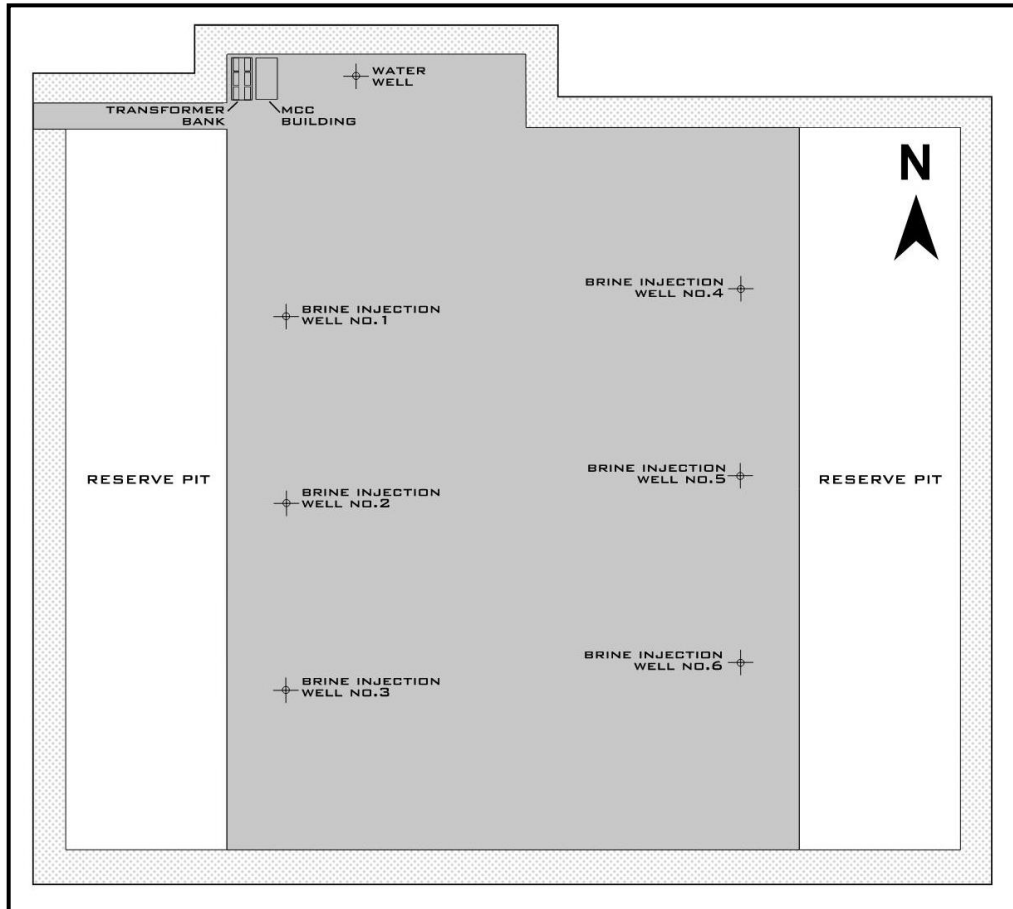 WATER
WELL
TRANSFORMER
BANK
MCC
BUILDING
N
BRINE INJECTION
WELL NO.4
BRINE INJECTION
WELL NO.1
BRINE INJECTION
WELL NO.5
RESERVE PIT
RESERVE PIT
BRINE INJECTION
WELL NO.2
BRINE INJECTION
WELL NO.6
BRINE INJECTION
WELL NO.3